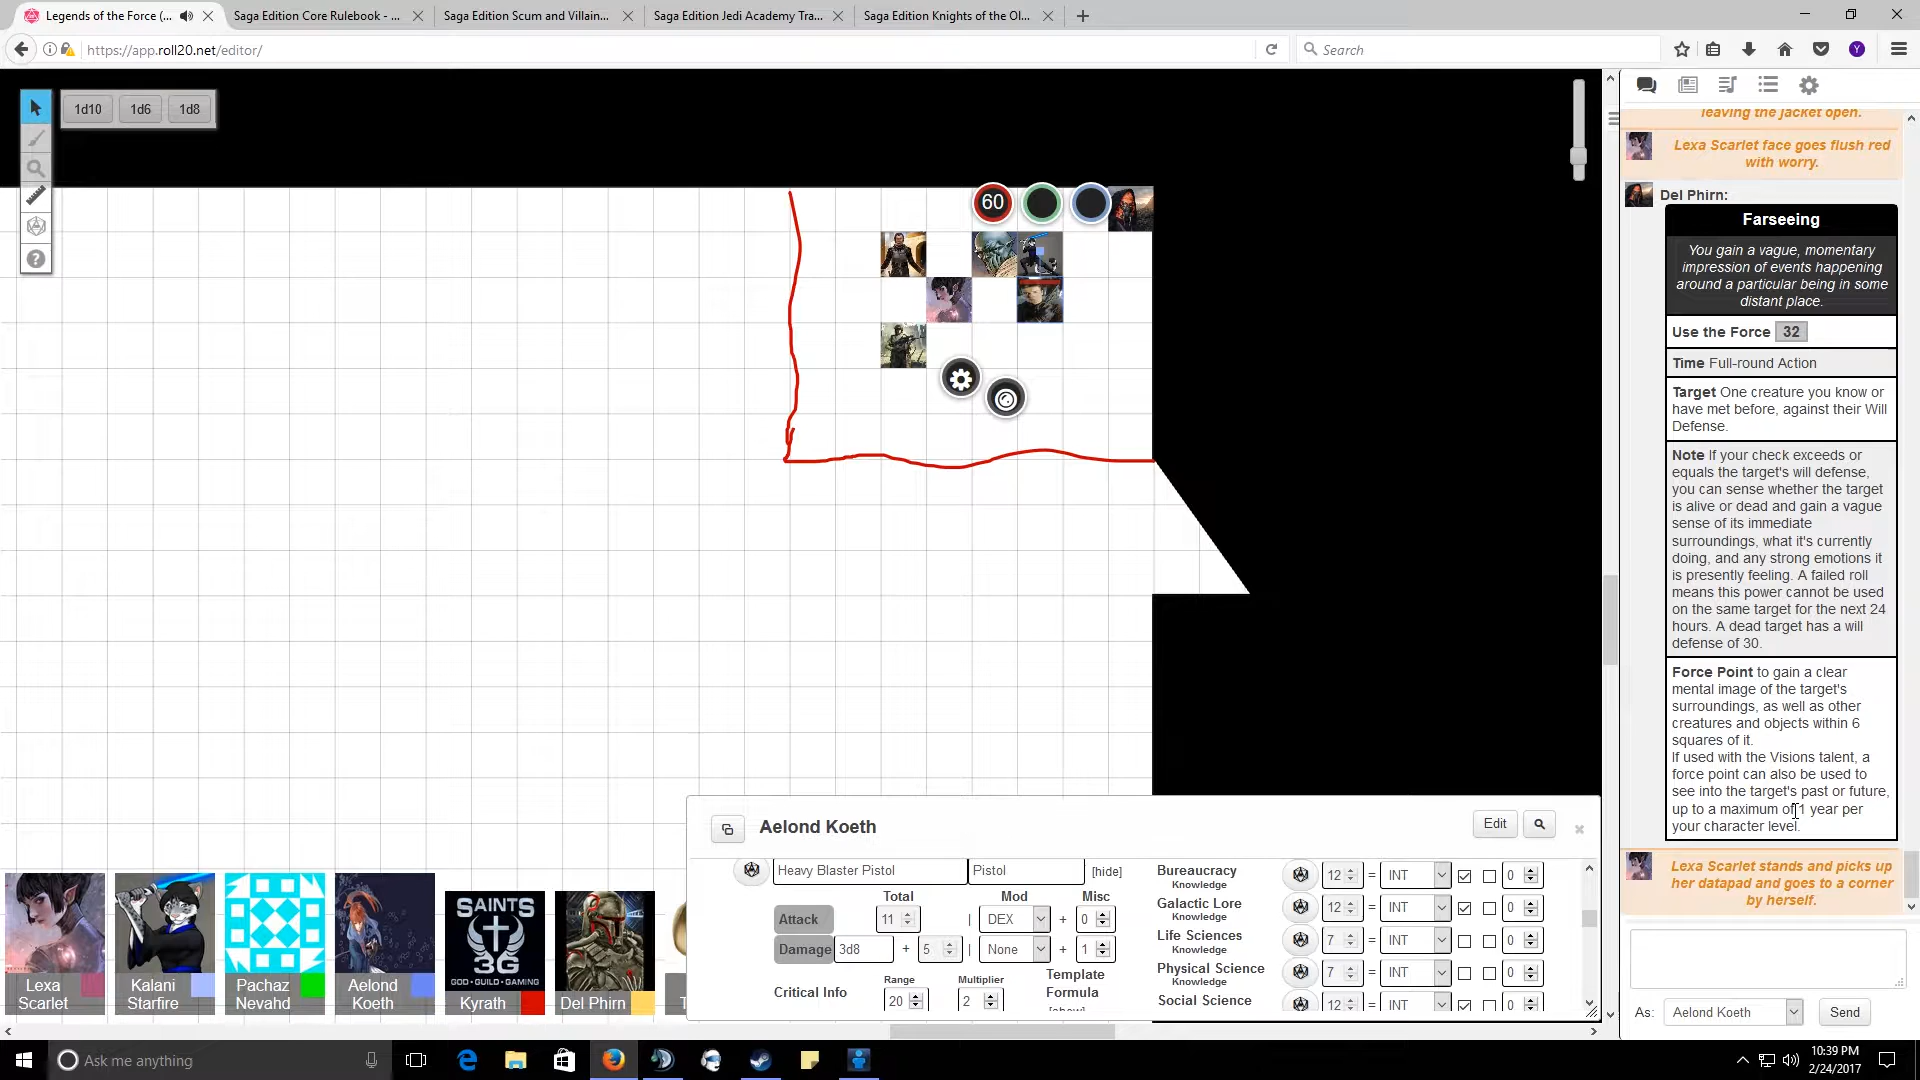 Legends of the Force (...
Saga Edition Core Rulebook - ...
Saga Edition Scum and Villain...
Saga Edition Jedi Academy Tra...
Saga Edition Knights of the Ol...
https://app.roll20.net/editor/
Search
1d10
1d6
1d8
60
leaving the jacket open.
Lexa Scarlet face goes flush red
with worry.
Del Phirn:
Farseeing
You gain a vague, momentary
impression of events happening
around a particular being in some
distant place.
Use the Force 32
Time Full-round Action
Target One creature you know or
have met before, against their Will
Defense.
Note If your check exceeds or
equals the target's will defense,
you can sense whether the target
is alive or dead and gain a vague
sense of its immediate
surroundings, what it's currently
doing, and any strong emotions it
is presently feeling. A failed roll
means this power cannot be used
on the same target for the next 24
hours. A dead target has a will
defense of 30.
Force Point to gain a clear
mental image of the target's
surroundings, as well as other
creatures and objects within 6
squares of it.
If used with the Visions talent, a
force point can also be used to
see into the target's past or future,
up to a maximum of 1 year per
your character level.
Lexa Scarlet stands and picks up
her datapad and goes to a corner
by herself.
As: Aelond Koeth
Send
Aelond Koeth
Edit
Heavy Blaster Pistol
Pistol
[hide]
Total
Mod
Misc
Attack 11 | DEX + 0
Damage 3d8 + 5 | None + 1
Critical Info
Range
20
Multiplier
2
Template
Formula
Bureaucracy
Knowledge
12 = INT 0
Galactic Lore
Knowledge
12 = INT 0
Life Sciences
Knowledge
7 = INT 0
Physical Science
Knowledge
7 = INT 0
Social Science
12 = INT 0
Lexa
Scarlet
Kalani
Starfire
Pachaz
Nevahd
Aelond
Koeth
SAINTS
3G
GOD · GUILD · GAMING
Kyrath
Del Phirn
Ask me anything
10:39 PM
2/24/2017